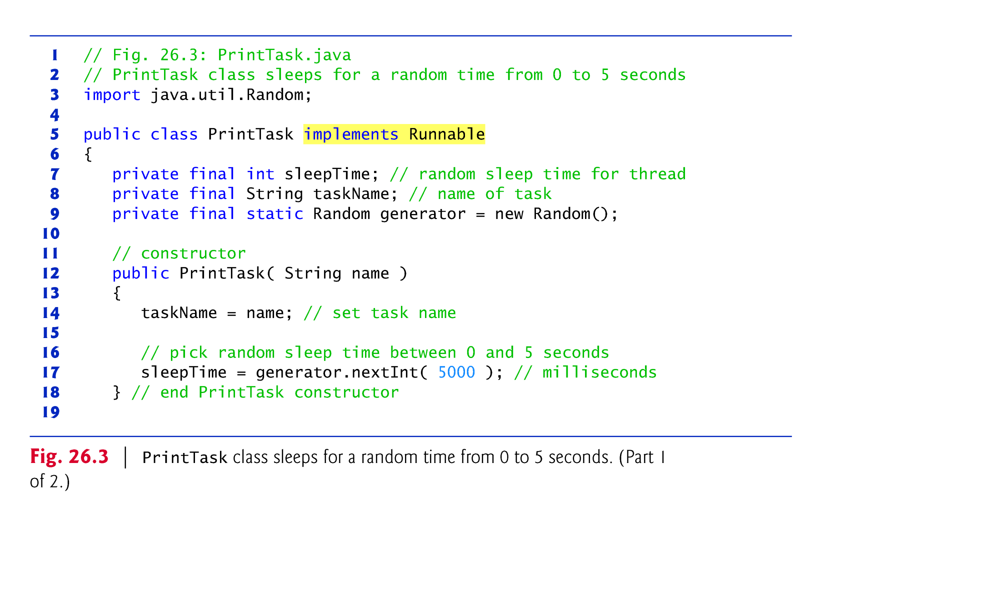 1 // Fig. 26.3: PrintTask.java
2 // PrintTask class sleeps for a random time from 0 to 5 seconds
3 import java.util.Random;
4
5 public class PrintTask implements Runnable
6 {
7    private final int sleepTime; // random sleep time for thread
8    private final String taskName; // name of task
9    private final static Random generator = new Random();
10
11    // constructor
12    public PrintTask( String name )
13    {
14       taskName = name; // set task name
15
16       // pick random sleep time between 0 and 5 seconds
17       sleepTime = generator.nextInt( 5000 ); // milliseconds
18    } // end PrintTask constructor
19
Fig. 26.3 | PrintTask class sleeps for a random time from 0 to 5 seconds. (Part 1
of 2.)